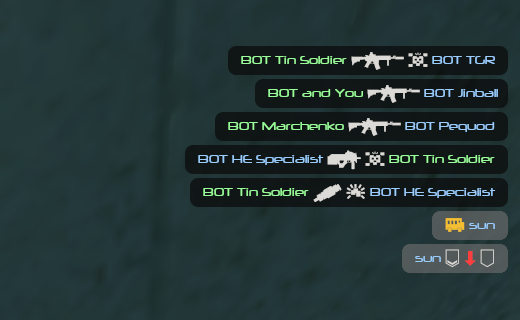 BOT Tin Soldier BOT TGR
BOT and You BOT Jinball
BOT Marchenko BOT Pequod
BOT HE Specialist BOT Tin Soldier
BOT Tin Soldier BOT HE Specialist
sun
sun